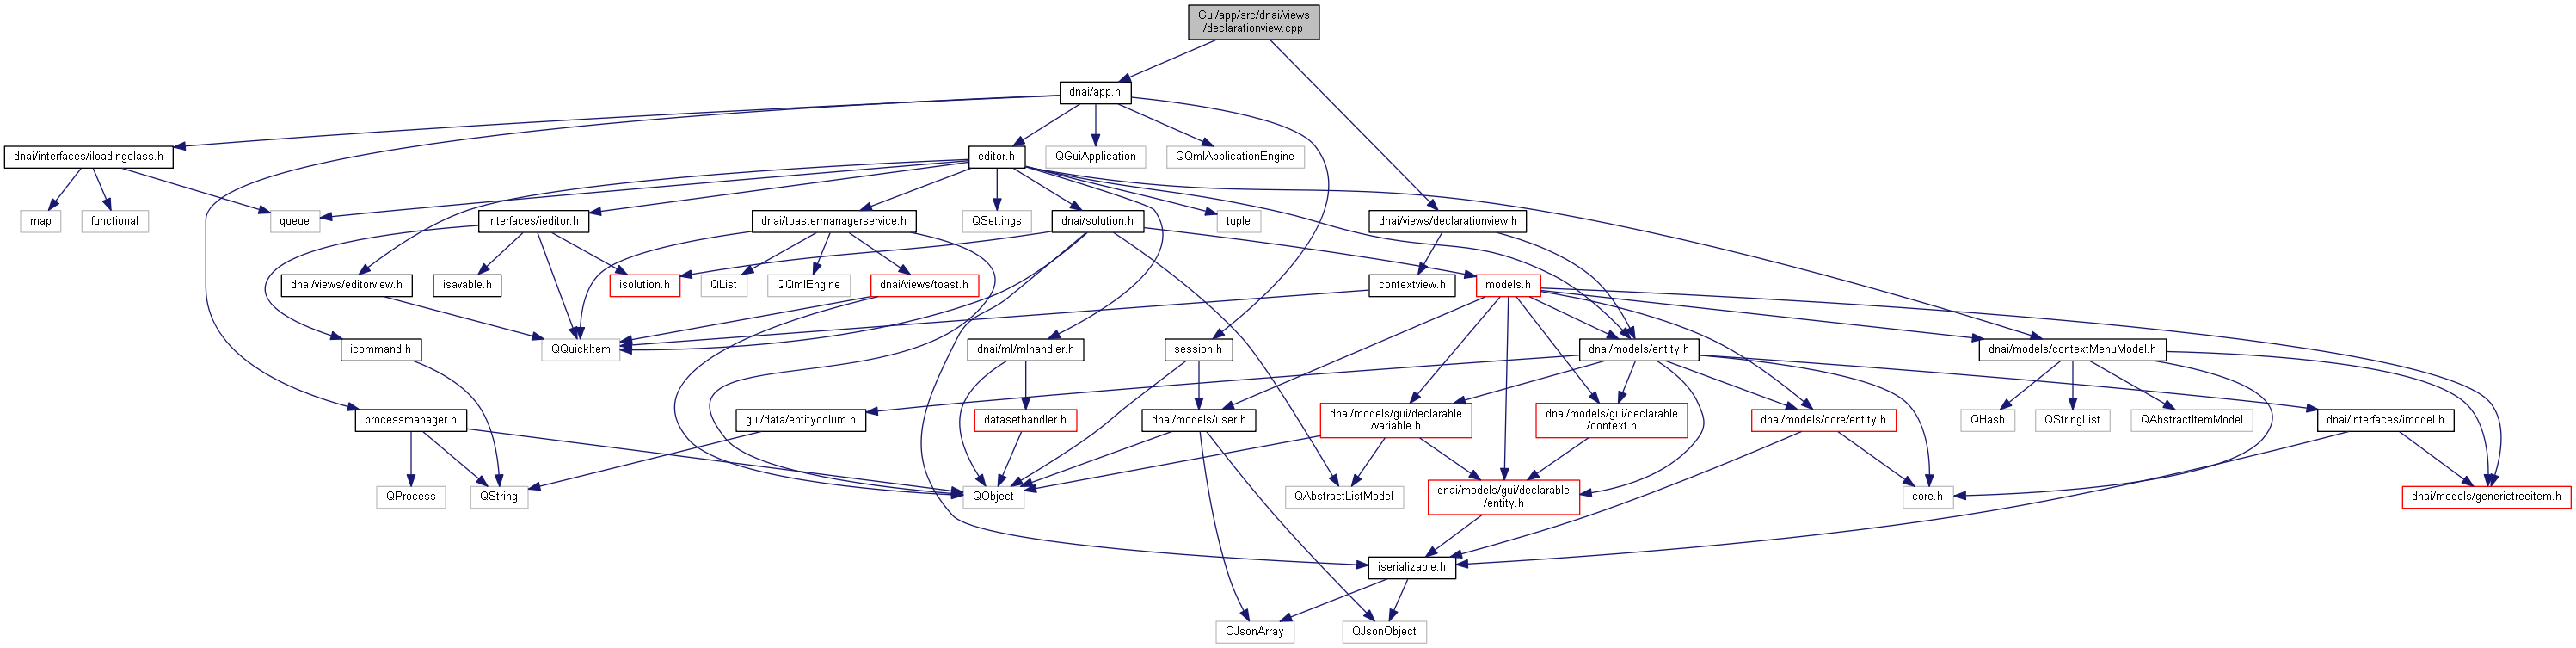 Gui/app/src/dnai/views
/declarationview.cpp
dnai/app.h
dnai/interfaces/iloadingclass.h
editor.h
QGuiApplication
QQmlApplicationEngine
map
functional
queue
interfaces/ieditor.h
dnai/toastermanagerservice.h
QSettings
dnai/solution.h
tuple
dnai/views/declarationview.h
dnai/views/editorview.h
isavable.h
isolution.h
QList
QQmlEngine
dnai/views/toast.h
contextview.h
models.h
icommand.h
QQuickItem
dnai/ml/mlhandler.h
session.h
dnai/models/entity.h
dnai/models/contextMenuModel.h
processmanager.h
gui/data/entitycolum.h
datasethandler.h
dnai/models/user.h
dnai/models/gui/declarable
/variable.h
dnai/models/gui/declarable
/context.h
dnai/models/core/entity.h
QHash
QStringList
QAbstractItemModel
dnai/interfaces/imodel.h
QProcess
QString
QObject
QAbstractListModel
dnai/models/gui/declarable
/entity.h
core.h
dnai/models/generictreeitem.h
iserializable.h
QJsonArray
QJsonObject